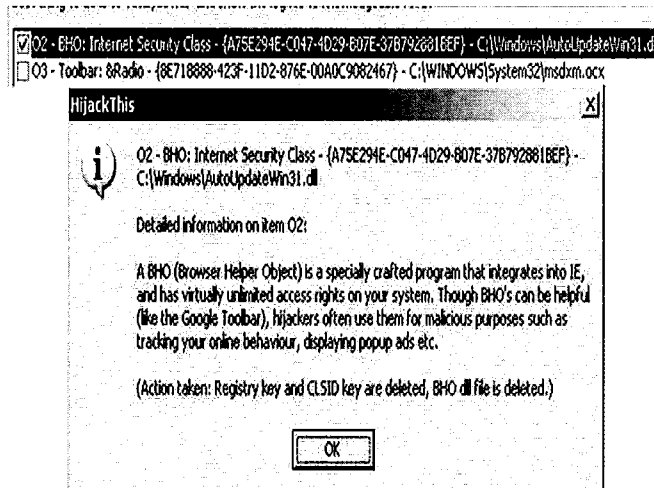 O2 - BHO: Internet Security Class - {A75E294E-C047-4D29-B07E-37B792881BEF} - C:\Windows\AutoUpdateWin31.d
O3 - Toolbar: &Radio - {8E718888-423F-11D2-876E-00A0C9082467} - C:\WINDOWS\System32\msdxm.ocx
HijackThis
X
i
O2 - BHO: Internet Security Class - {A75E294E-C047-4D29-B07E-37B792881BEF} -
C:\Windows\AutoUpdateWin31.dll
Detailed information on item O2:
A BHO (Browser Helper Object) is a specially crafted program that integrates into IE,
and has virtually unlimited access rights on your system. Though BHO's can be helpful
(like the Google Toolbar), hijackers often use them for malicious purposes such as
tracking your online behaviour, displaying popup ads etc.
(Action taken: Registry key and CLSID key are deleted, BHO dll file is deleted.)
OK